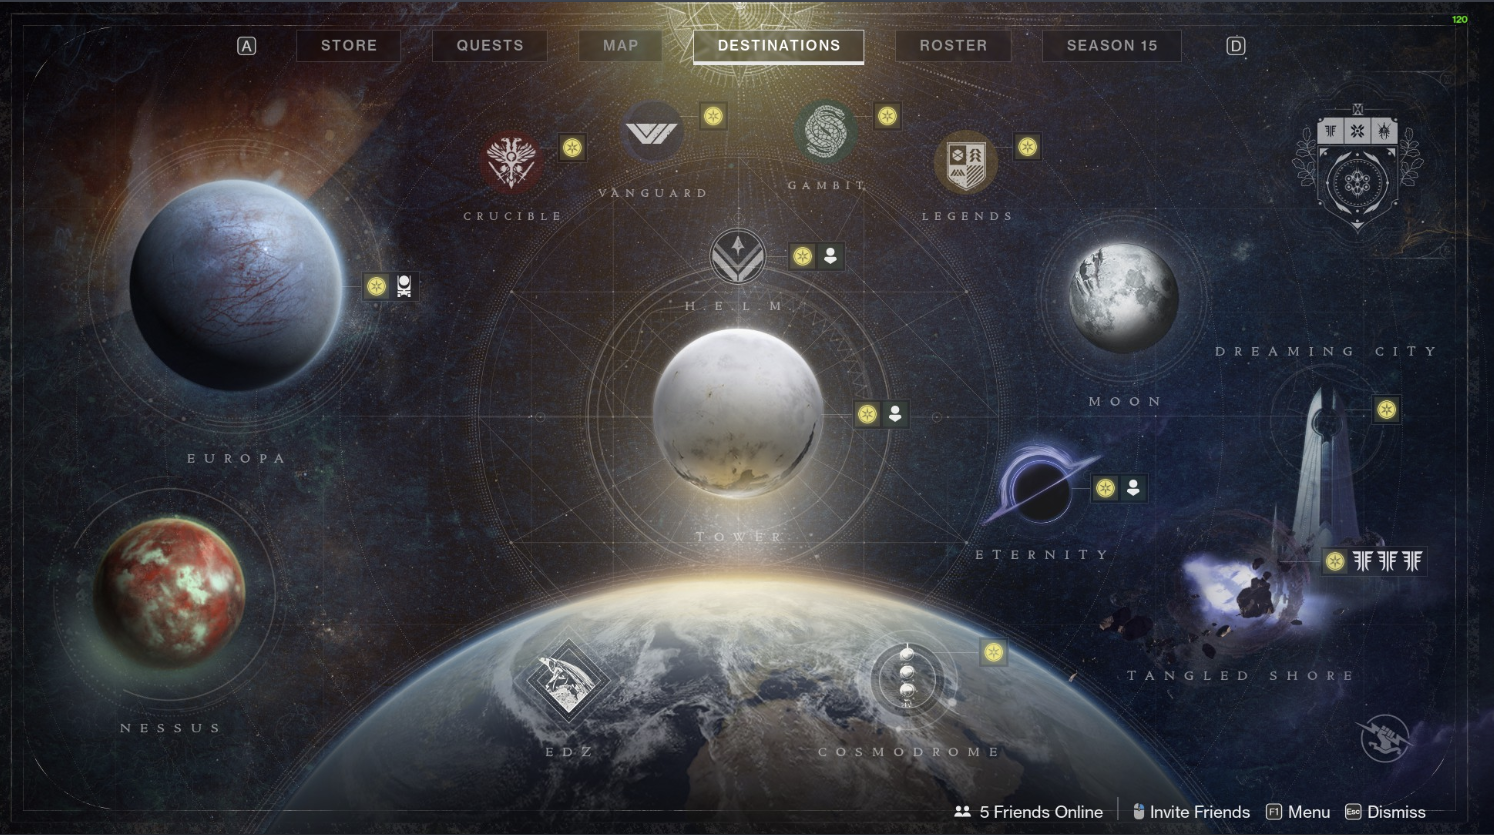 120
A STORE QUESTS MAP DESTINATIONS ROSTER SEASON 15 D
CRUCIBLE
VANGUARD
GAMBIT
LEGENDS
H.E.L.M.
EUROPA
MOON
DREAMING CITY
TOWER
ETERNITY
NESSUS
EDZ
COSMODROME
TANGLED SHORE
5 Friends Online Invite Friends F1 Menu Esc Dismiss